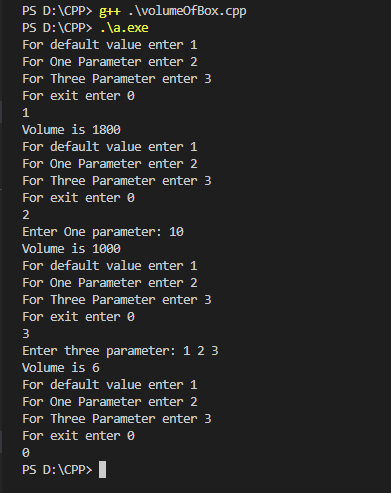 PS D:\CPP> g++ .\volumeOfBox.cpp
PS D:\CPP> .\a.exe
For default value enter 1
For One Parameter enter 2
For Three Parameter enter 3
For exit enter 0
1
Volume is 1800
For default value enter 1
For One Parameter enter 2
For Three Parameter enter 3
For exit enter 0
2
Enter One parameter: 10
Volume is 1000
For default value enter 1
For One Parameter enter 2
For Three Parameter enter 3
For exit enter 0
3
Enter three parameter: 1 2 3
Volume is 6
For default value enter 1
For One Parameter enter 2
For Three Parameter enter 3
For exit enter 0
0
PS D:\CPP>